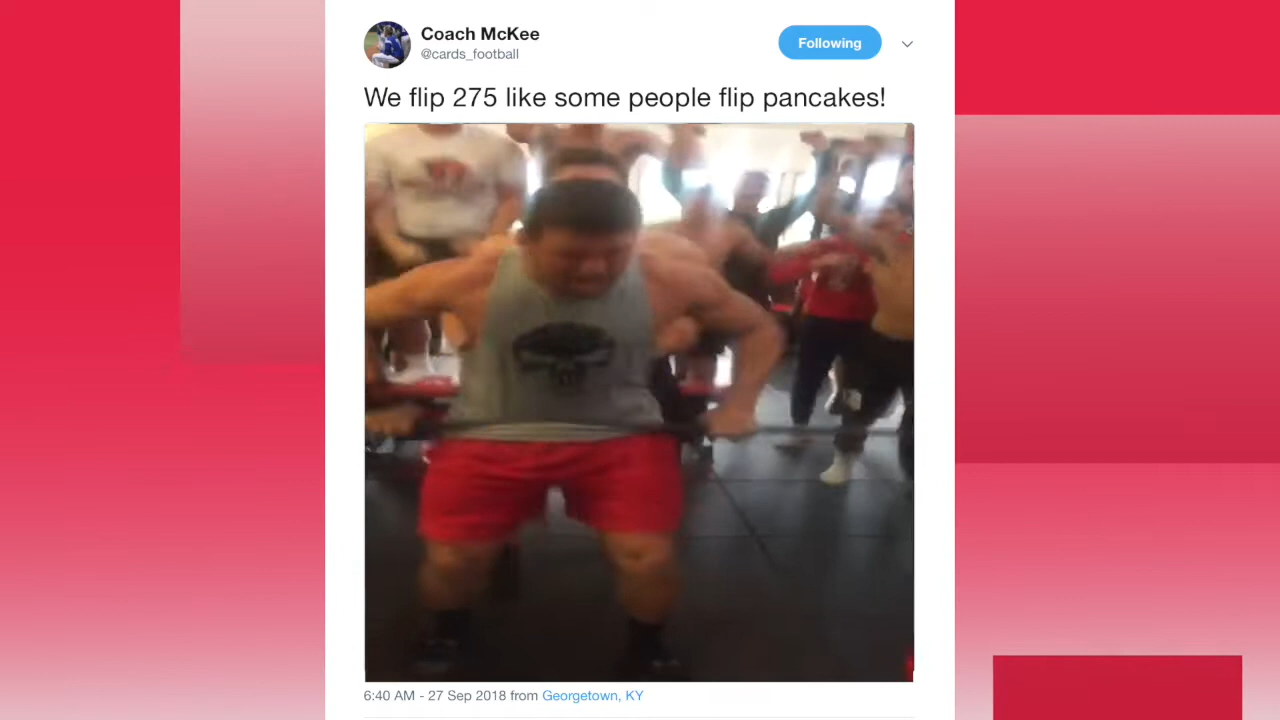 Coach McKee
Following
@cards_football
We flip 275 like some people flip pancakes!
6:40 AM - 27 Sep 2018 from Georgetown, KY